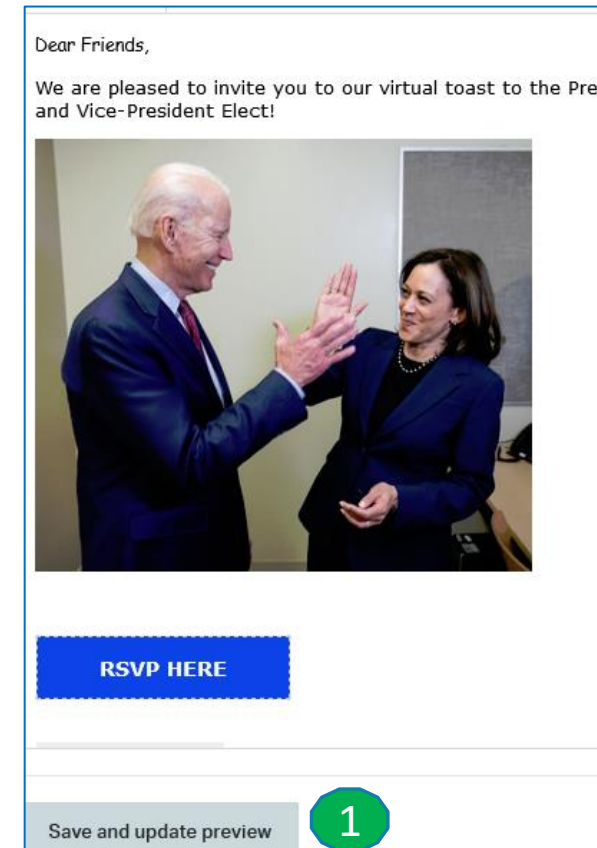 Dear Friends,
We are pleased to invite you to our virtual toast to the Pre
and Vice-President Elect!
RSVP HERE
Save and update preview
1